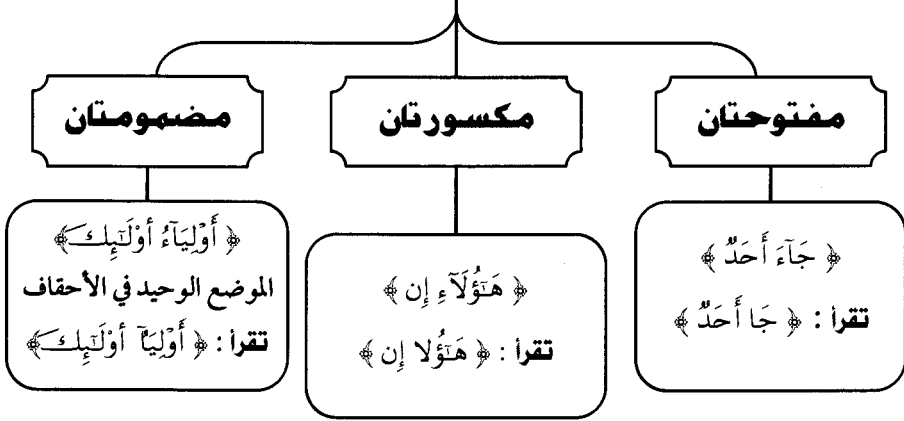 مفتوحتان
﴿ جَآءَ أَحَدٌ ﴾
تقرأ : ﴿ جَا أَحَدٌ ﴾
مكسورتان
﴿ هَـٰٓؤُلَآءِ إِن ﴾
تقرأ : ﴿ هَـٰٓؤُلَا إِن ﴾
مضمومتان
﴿ أَوْلِيَآءُ أُوْلَـٰٓئِكَ ﴾
الموضع الوحيد في الأحقاف
تقرأ : ﴿ أَوْلِيَآ أُوْلَـٰٓئِكَ ﴾